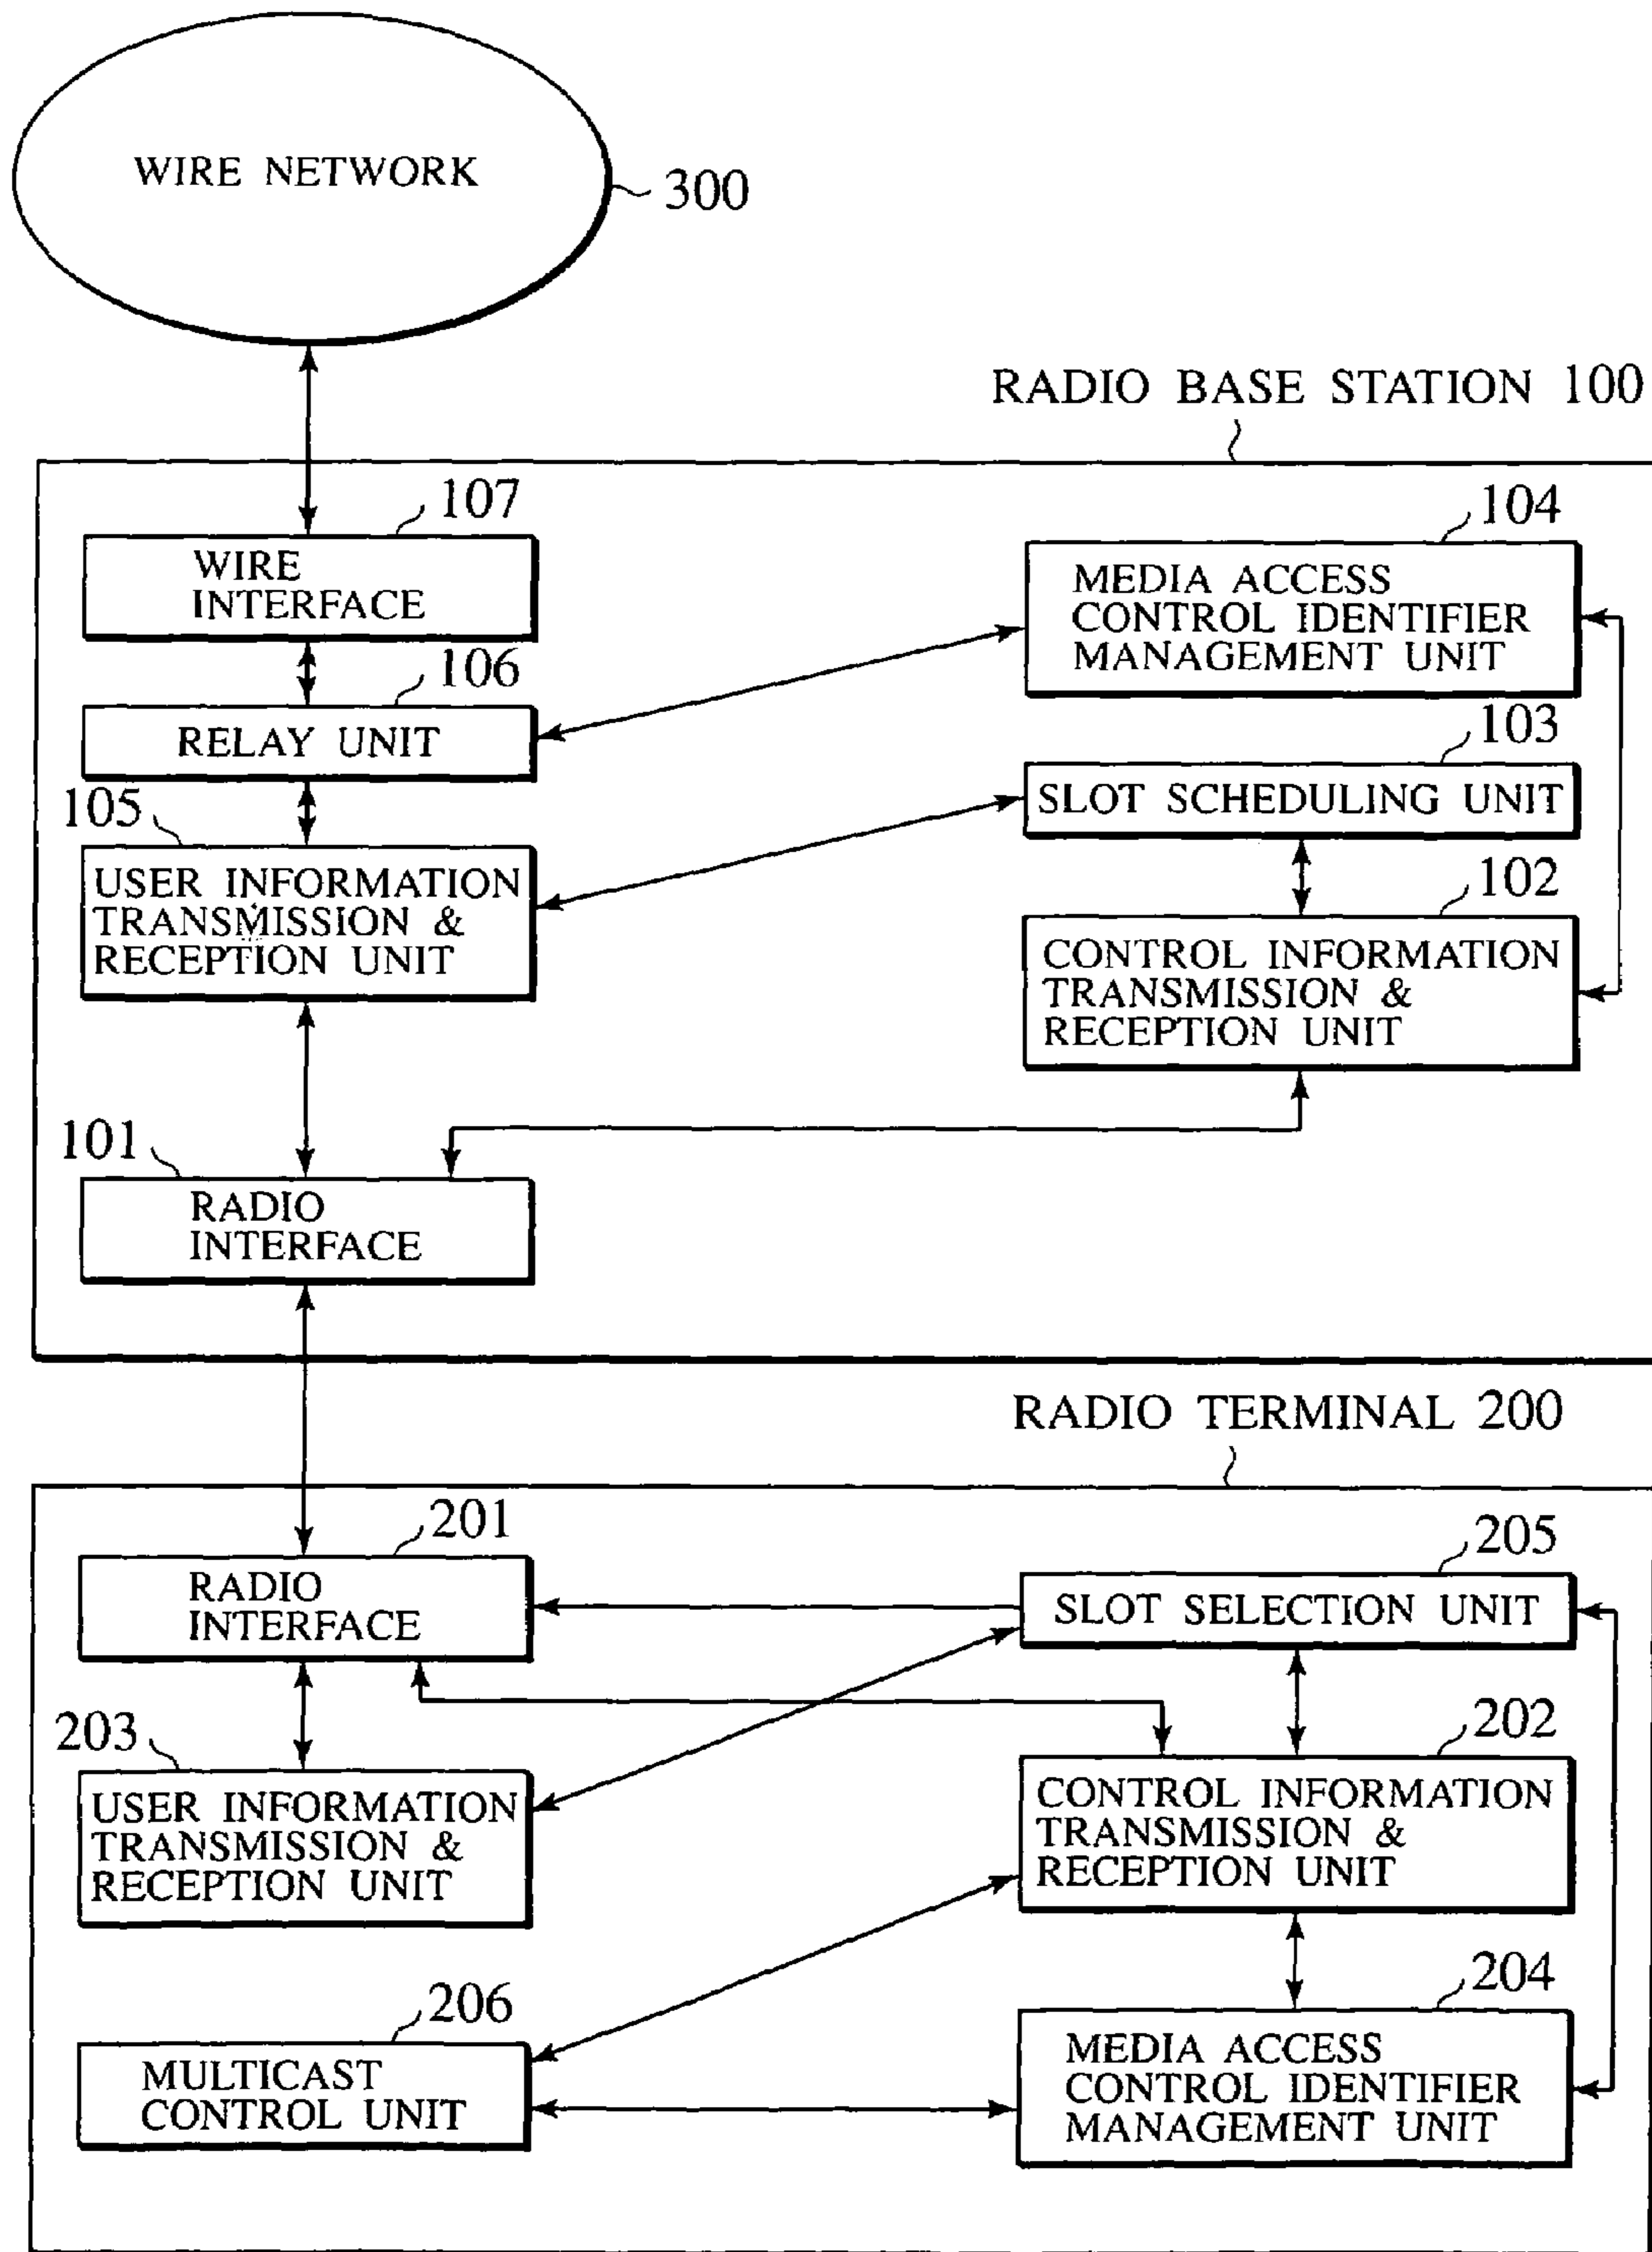 WIRE NETWORK
300
RADIO BASE STATION 100
107
WIRE
INTERFACE
104
MEDIA ACCESS
CONTROL IDENTIFIER
MANAGEMENT UNIT
106
RELAY UNIT
103
SLOT SCHEDULING UNIT
105
USER INFORMATION
TRANSMISSION &
RECEPTION UNIT
102
CONTROL INFORMATION
TRANSMISSION &
RECEPTION UNIT
101
RADIO
INTERFACE
RADIO TERMINAL 200
201
RADIO
INTERFACE
205
SLOT SELECTION UNIT
203
USER INFORMATION
TRANSMISSION &
RECEPTION UNIT
202
CONTROL INFORMATION
TRANSMISSION &
RECEPTION UNIT
206
MULTICAST
CONTROL UNIT
204
MEDIA ACCESS
CONTROL IDENTIFIER
MANAGEMENT UNIT